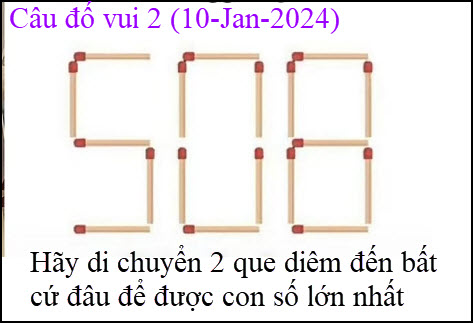 Câu đố vui 2 (10-Jan-2024)
508
Hãy di chuyển 2 que diêm đến bất
cứ đâu để được con số lớn nhất